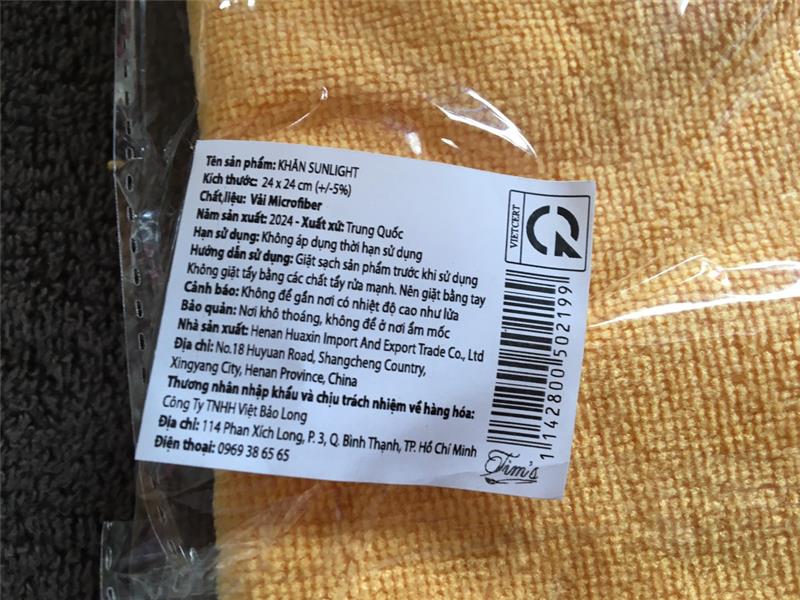 Tên sản phẩm: KHĂN SUNLIGHT
Kích thước: 24 x 24 cm (+/-5%)
Chất liệu: Vải Microfiber
Năm sản xuất: 2024 - Xuất xứ: Trung Quốc
Hạn sử dụng: Không áp dụng thời hạn sử dụng
Hướng dẫn sử dụng: Giặt sạch sản phẩm trước khi sử dụng
Không giặt tẩy bằng các chất tẩy rửa mạnh. Nên giặt bằng tay
Cảnh báo: Không để gần nơi có nhiệt độ cao như lửa
Bảo quản: Nơi khô thoáng, không để ở nơi ẩm mốc
Nhà sản xuất: Henan Huaxin Import And Export Trade Co., Ltd
Địa chỉ: No.18 Huyuan Road, Shangcheng Country,
Xingyang City, Henan Province, China
Thương nhân nhập khẩu và chịu trách nhiệm về hàng hóa:
Công Ty TNHH Việt Bảo Long
Địa chỉ: 114 Phan Xích Long, P. 3, Q. Bình Thạnh, TP. Hồ Chí Minh
Điện thoại: 0969 38 65 65
VIETCERT
CR
1142800502199
Tim's